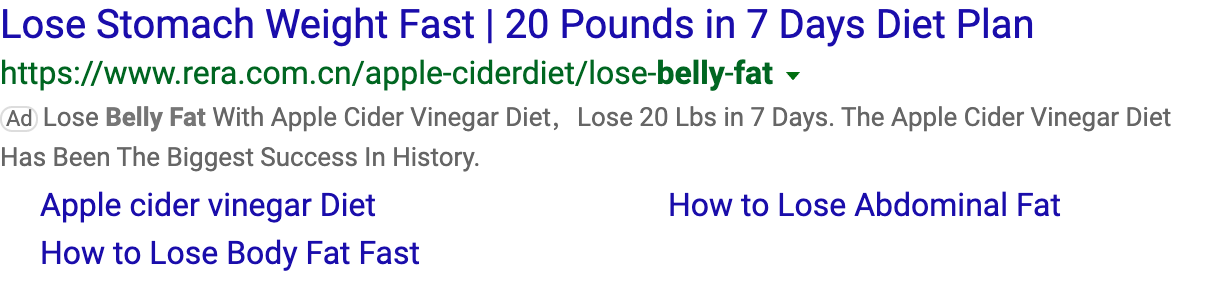 Lose Stomach Weight Fast | 20 Pounds in 7 Days Diet Plan
https://www.rera.com.cn/apple-ciderdiet/lose-belly-fat
Ad Lose Belly Fat With Apple Cider Vinegar Diet，Lose 20 Lbs in 7 Days. The Apple Cider Vinegar Diet
Has Been The Biggest Success In History.
Apple cider vinegar Diet
How to Lose Abdominal Fat
How to Lose Body Fat Fast